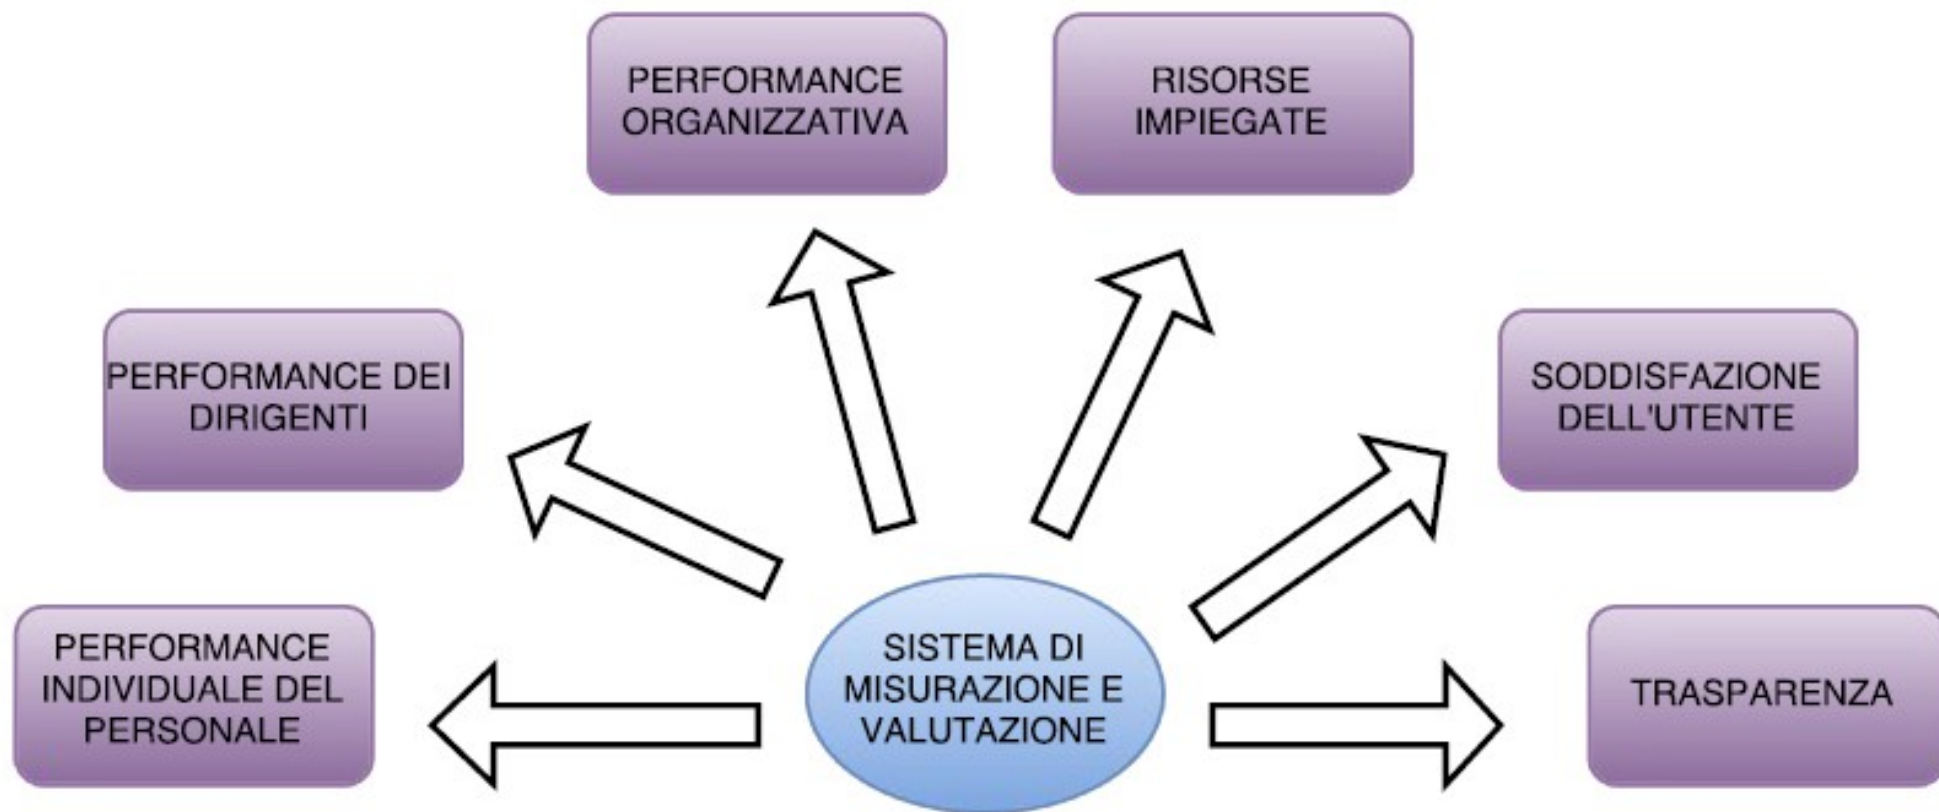 PERFORMANCE
ORGANIZZATIVA
RISORSE
IMPIEGATE
PERFORMANCE DEI
DIRIGENTI
SODDISFAZIONE
DELL'UTENTE
PERFORMANCE
INDIVIDUALE DEL
PERSONALE
SISTEMA DI
MISURAZIONE E
VALUTAZIONE
TRASPARENZA